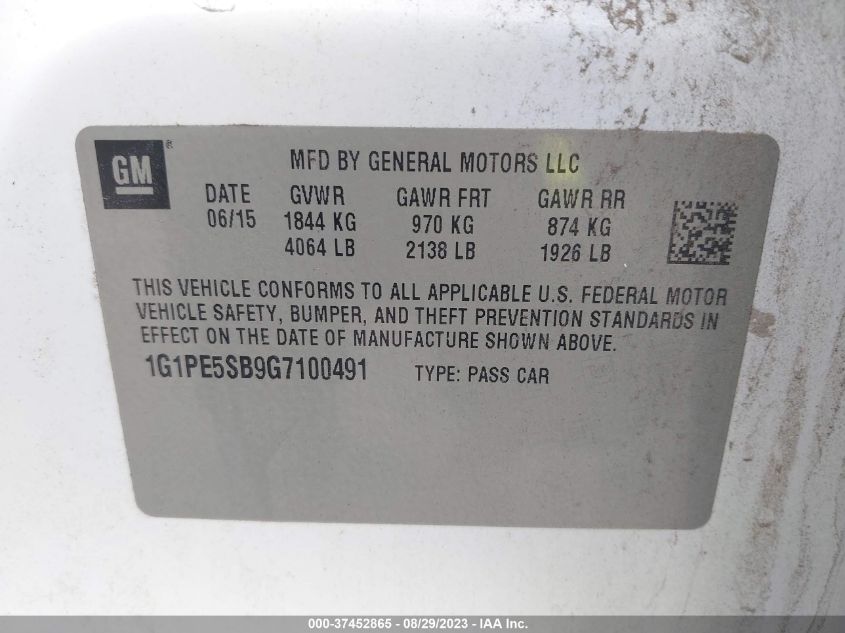 GM ®
MFD BY GENERAL MOTORS LLC
DATE GVWR GAWR FRT GAWR RR
06/15 1844 KG 970 KG 874 KG
4064 LB 2138 LB 1926 LB
THIS VEHICLE CONFORMS TO ALL APPLICABLE U.S. FEDERAL MOTOR
VEHICLE SAFETY, BUMPER, AND THEFT PREVENTION STANDARDS IN
EFFECT ON THE DATE OF MANUFACTURE SHOWN ABOVE.
1G1PE5SB9G7100491 TYPE: PASS CAR
000-37452865 - 08/29/2023 - IAAI.COM